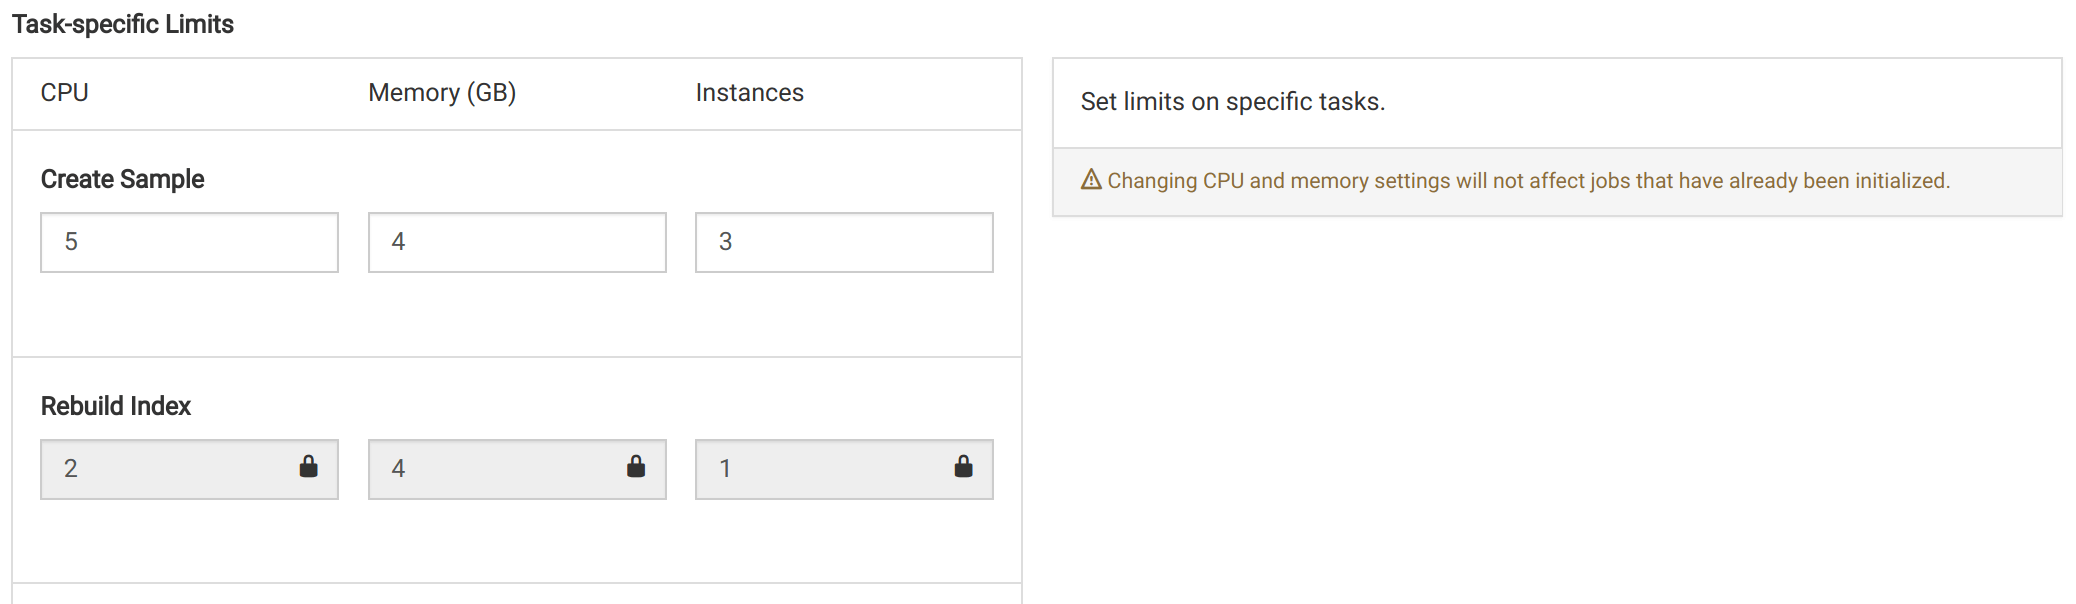 Task-specific Limits
CPU Memory (GB) Instances
Set limits on specific tasks.
Changing CPU and memory settings will not affect jobs that have already been initialized.
Create Sample
5 4 3
Rebuild Index
2 4 1